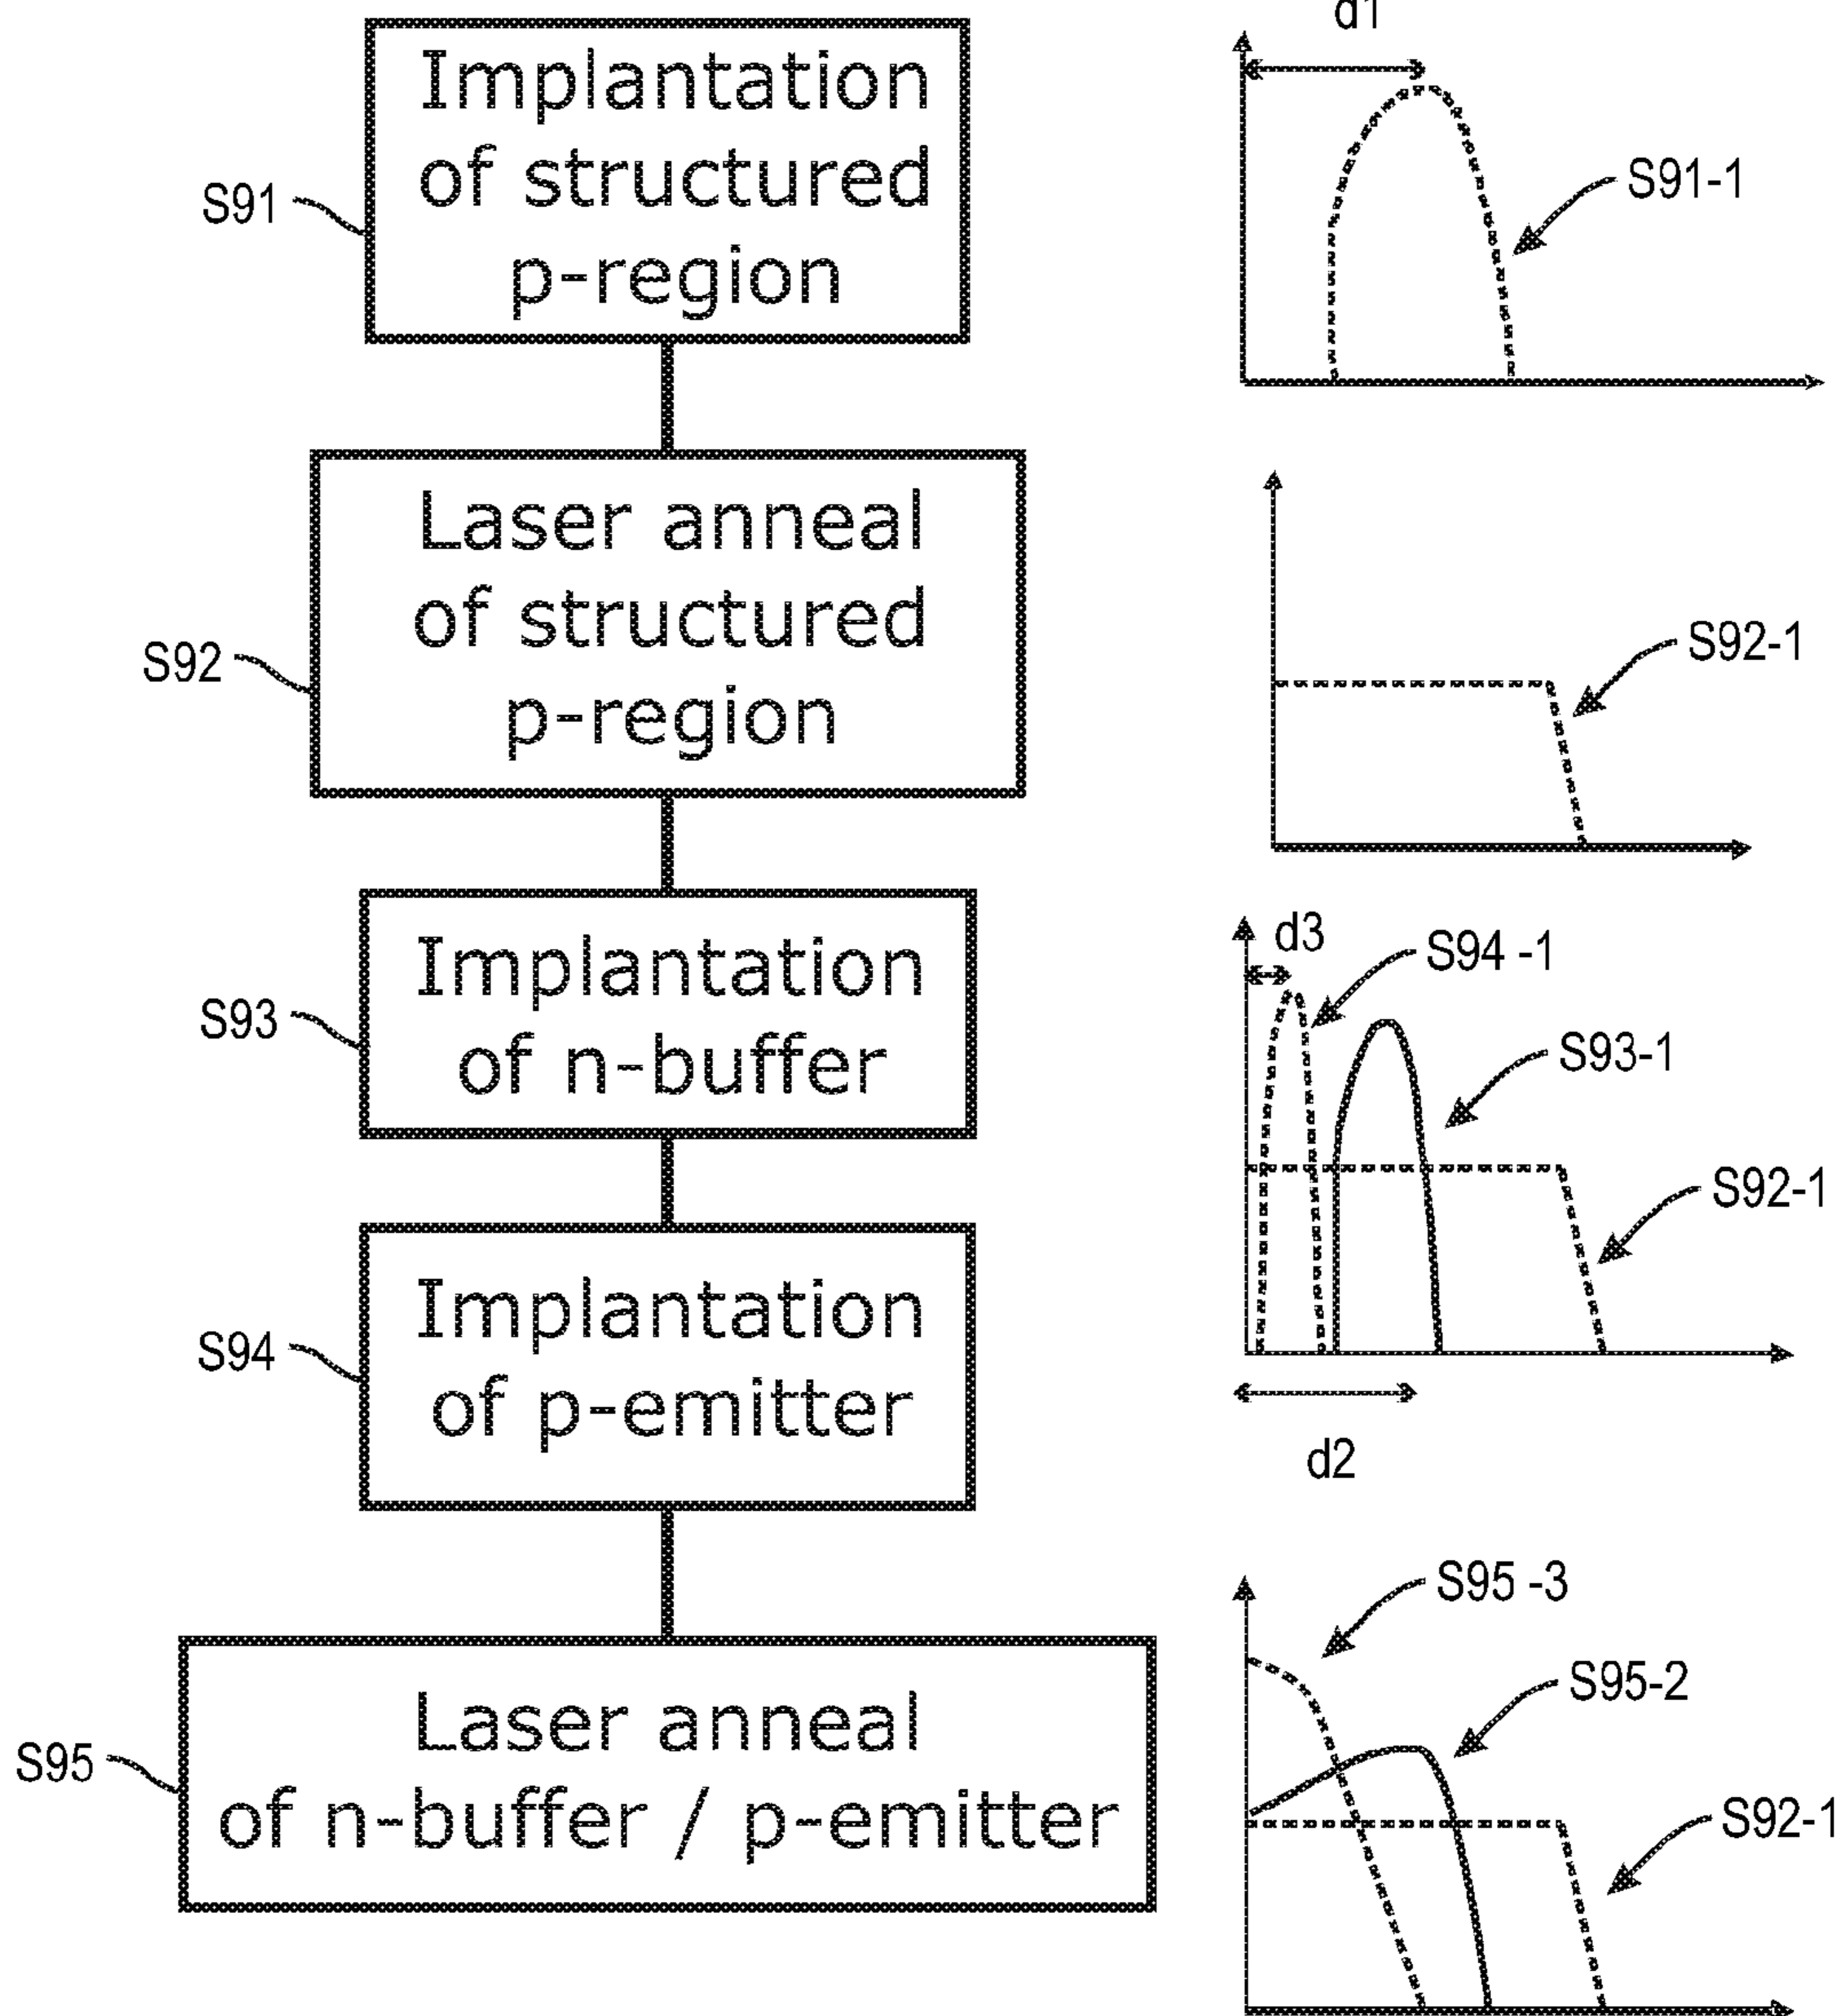 d1
Implantation
of structured
p-region
S91
S91-1
Laser anneal
of structured
p-region
S92
S92-1
Implantation
of n-buffer
S93
d3
S94 -1
S93-1
S92-1
d2
Implantation
of p-emitter
S94
Laser anneal
of n-buffer / p-emitter
S95
S95 -3
S95-2
S92-1